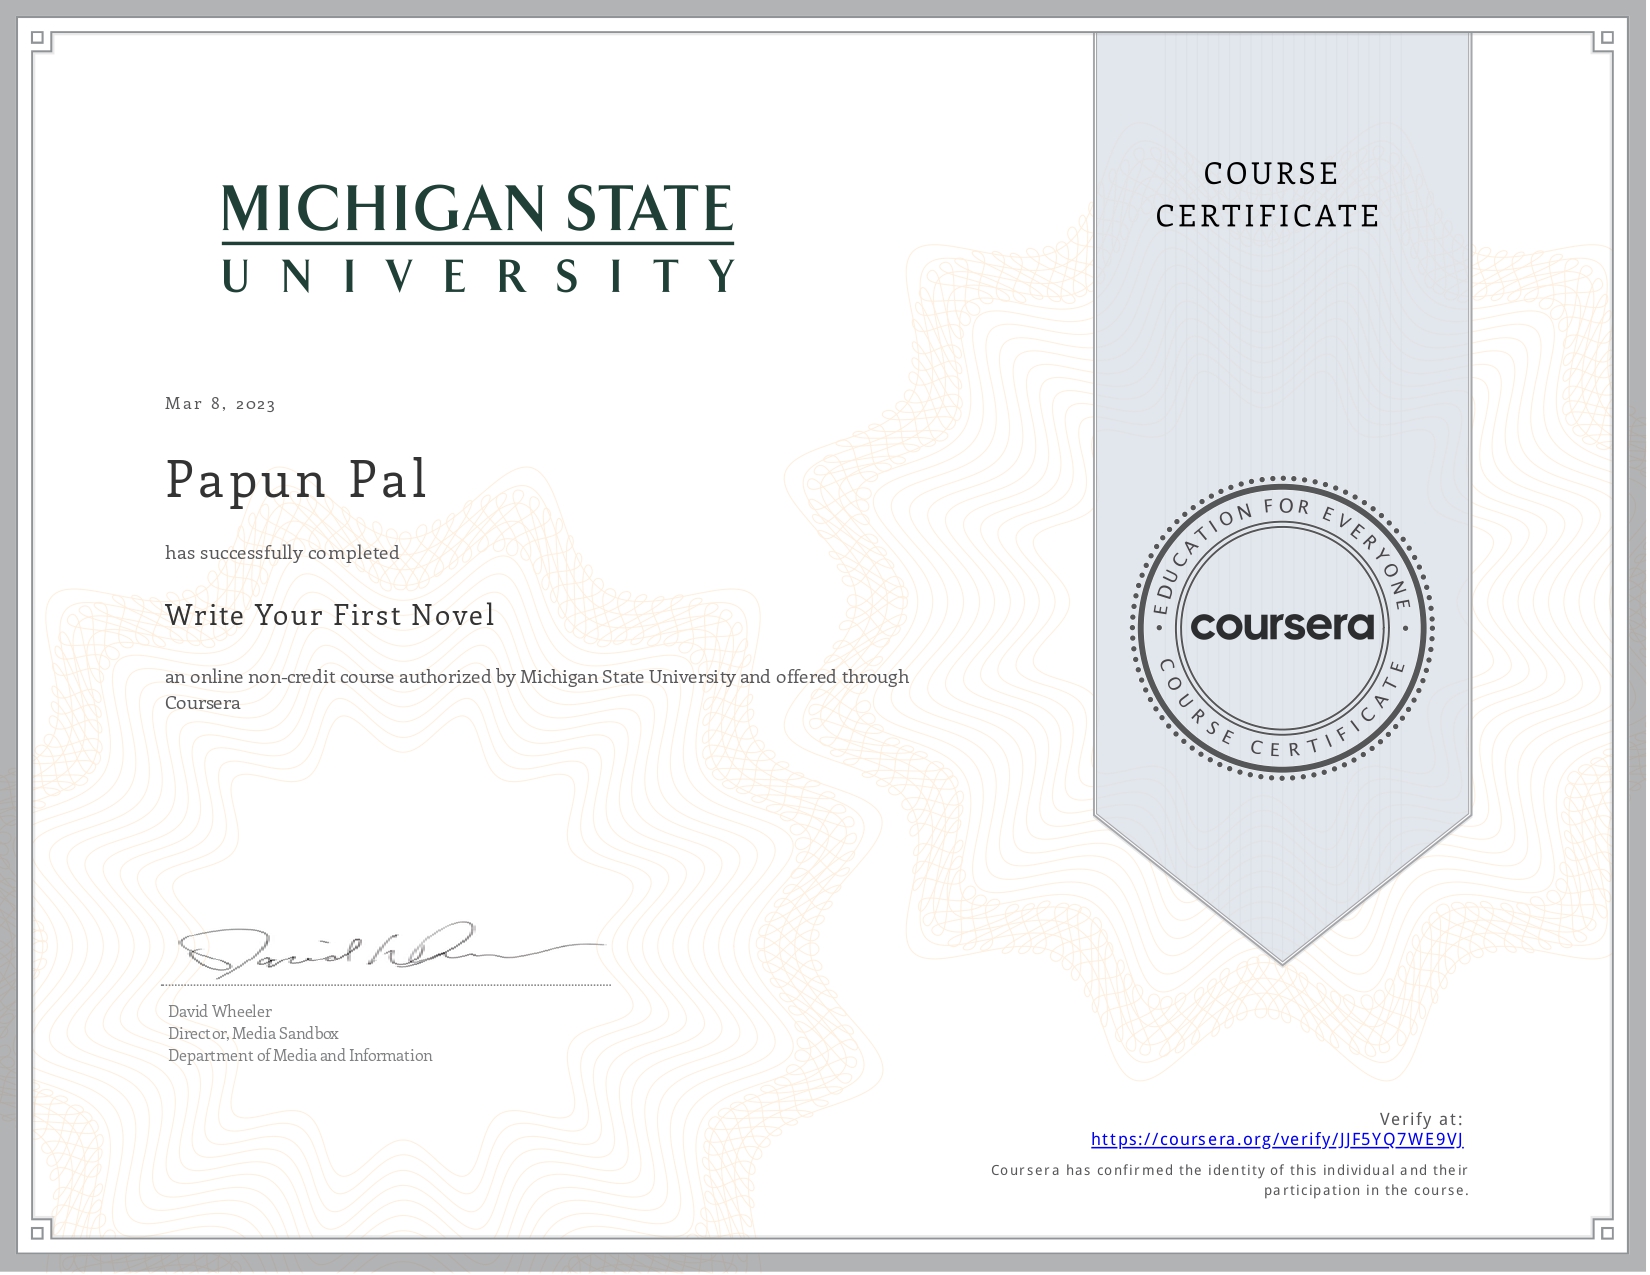 MICHIGAN STATE
UNIVERSITY
COURSE
CERTIFICATE
Mar 8, 2023
Papun Pal
has successfully completed
Write Your First Novel
an online non-credit course authorized by Michigan State University and offered through
Coursera
EDUCATION FOR EVERYONE
coursera
COURSE CERTIFICATE
David Wheeler
Director, Media Sandbox
Department of Media and Information
Verify at:
https://coursera.org/verify/JJF5YQ7WE9VJ
Coursera has confirmed the identity of this individual and their
participation in the course.